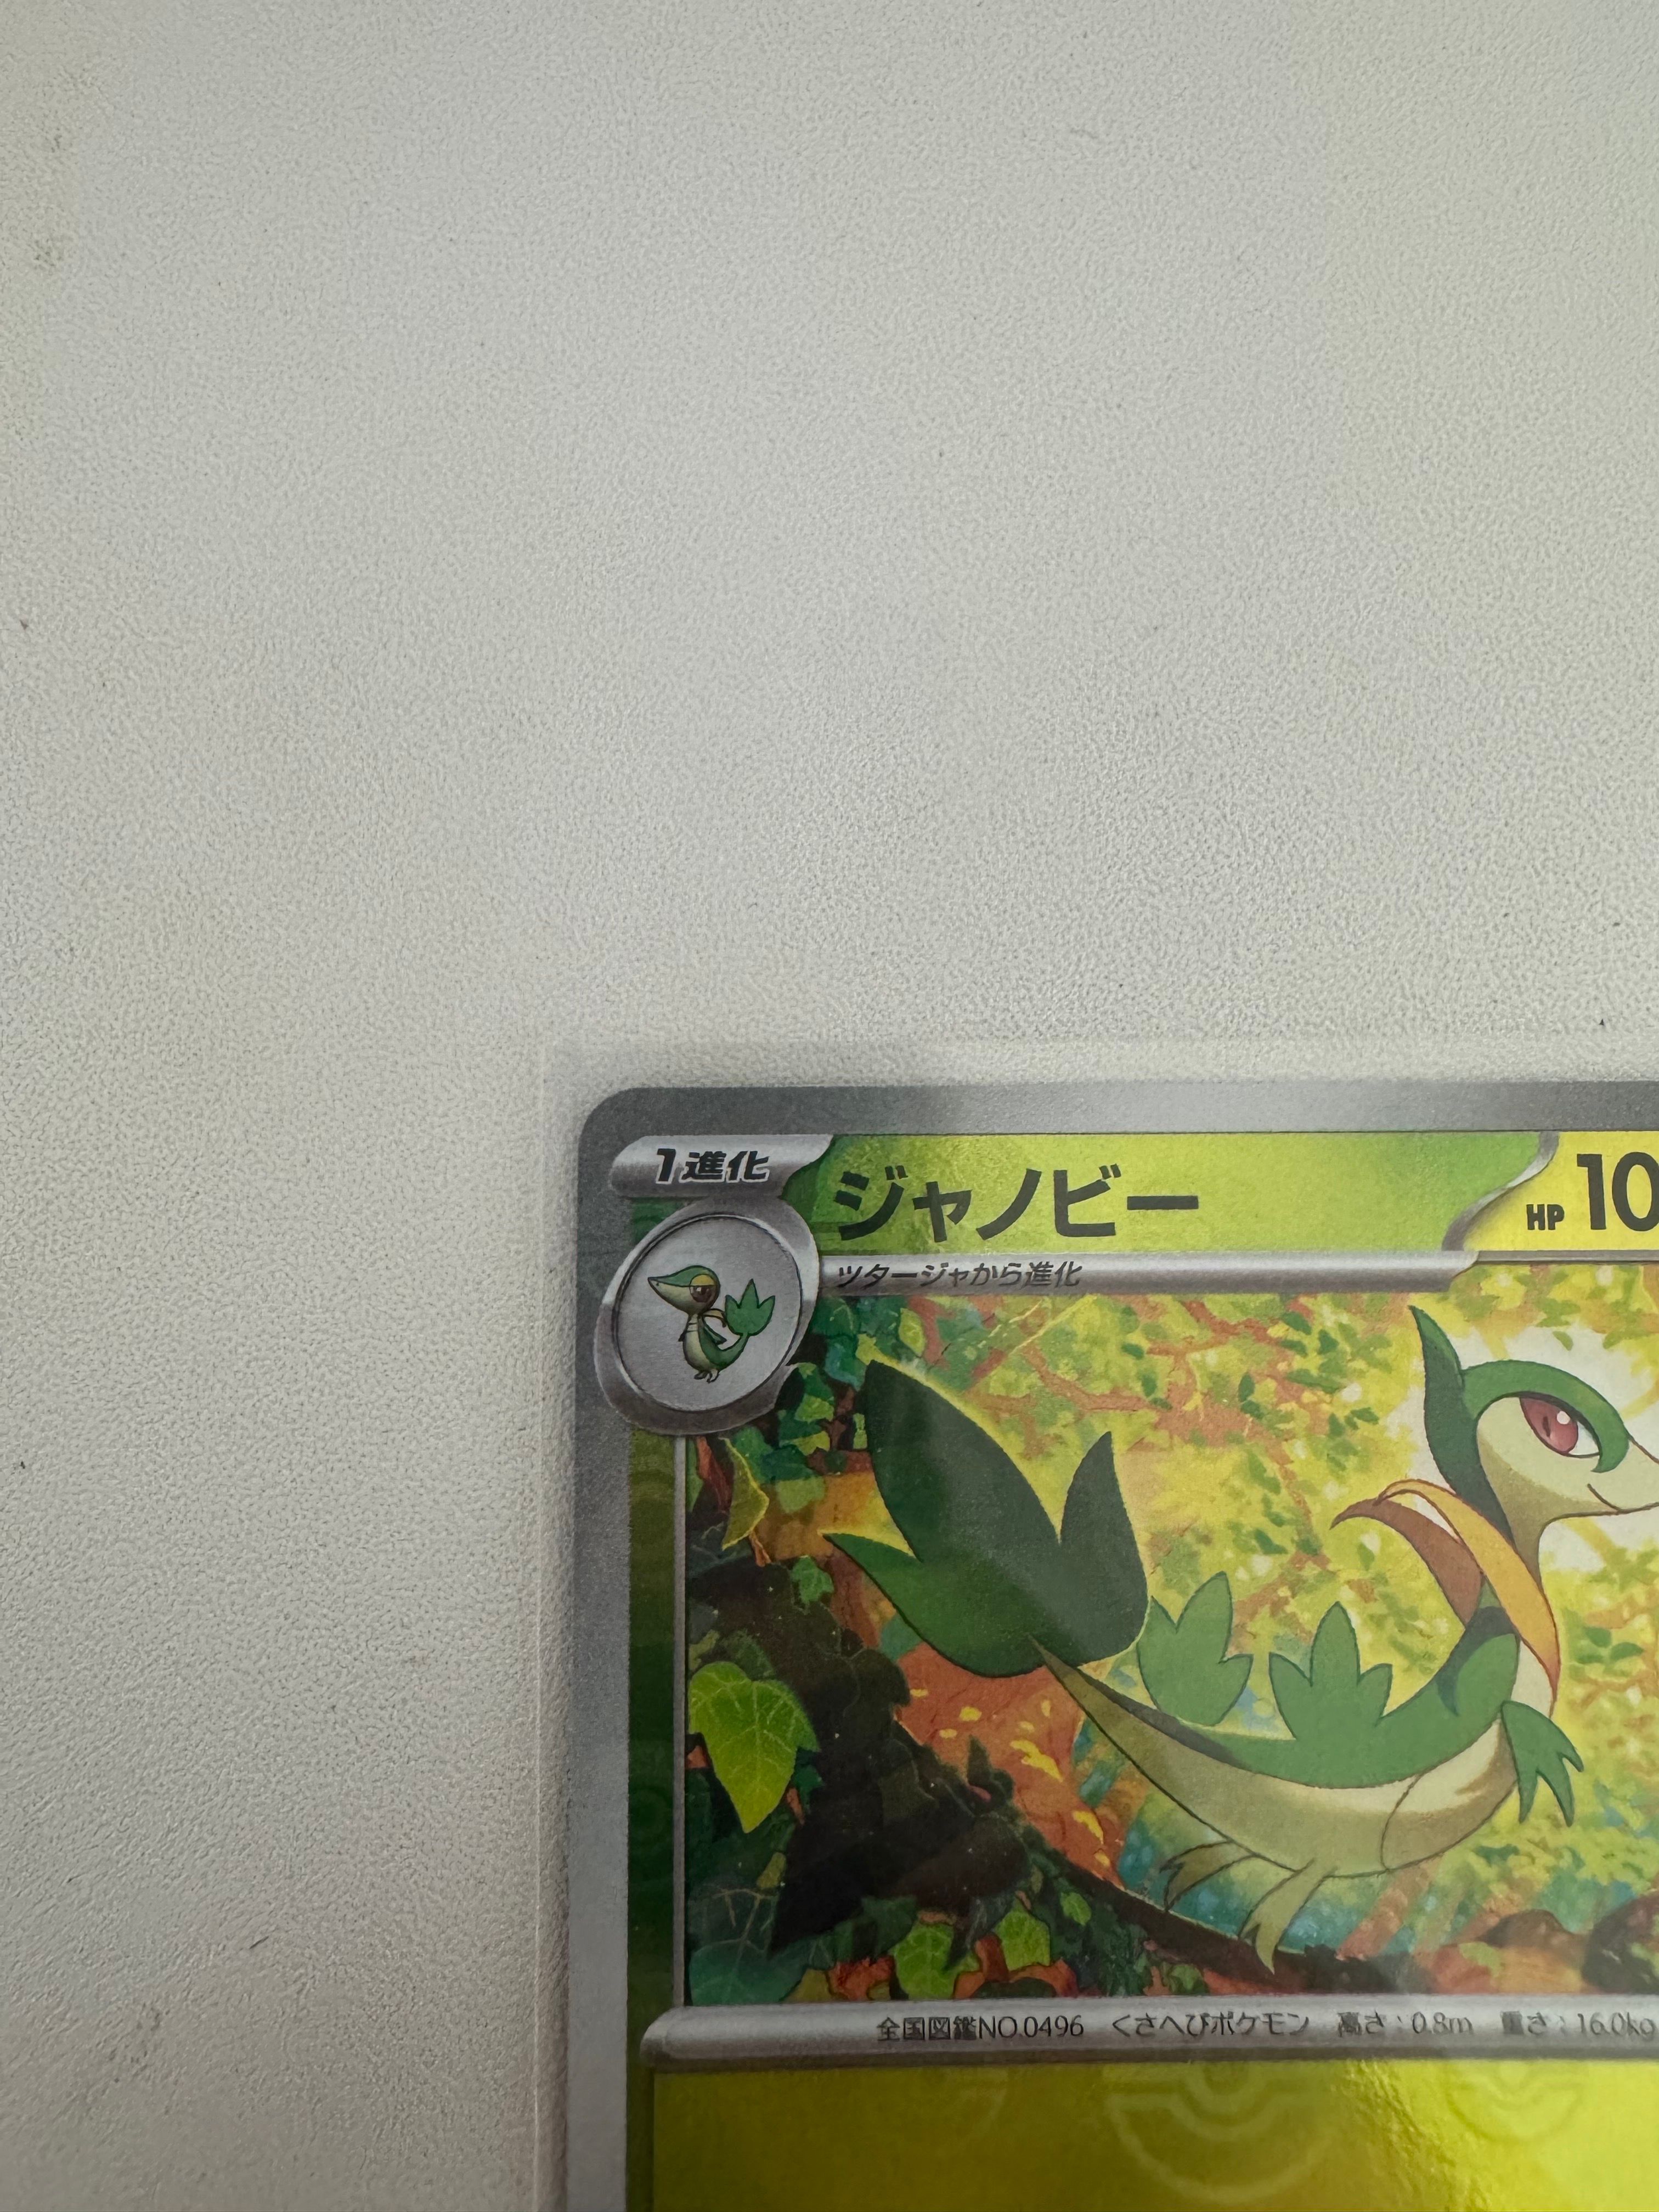 1進化
ジャノビー
HP 10
ツタージャから進化
全国図鑑NO.0496 くさへびポケモン 高さ:0.8m 重さ:16.0kg